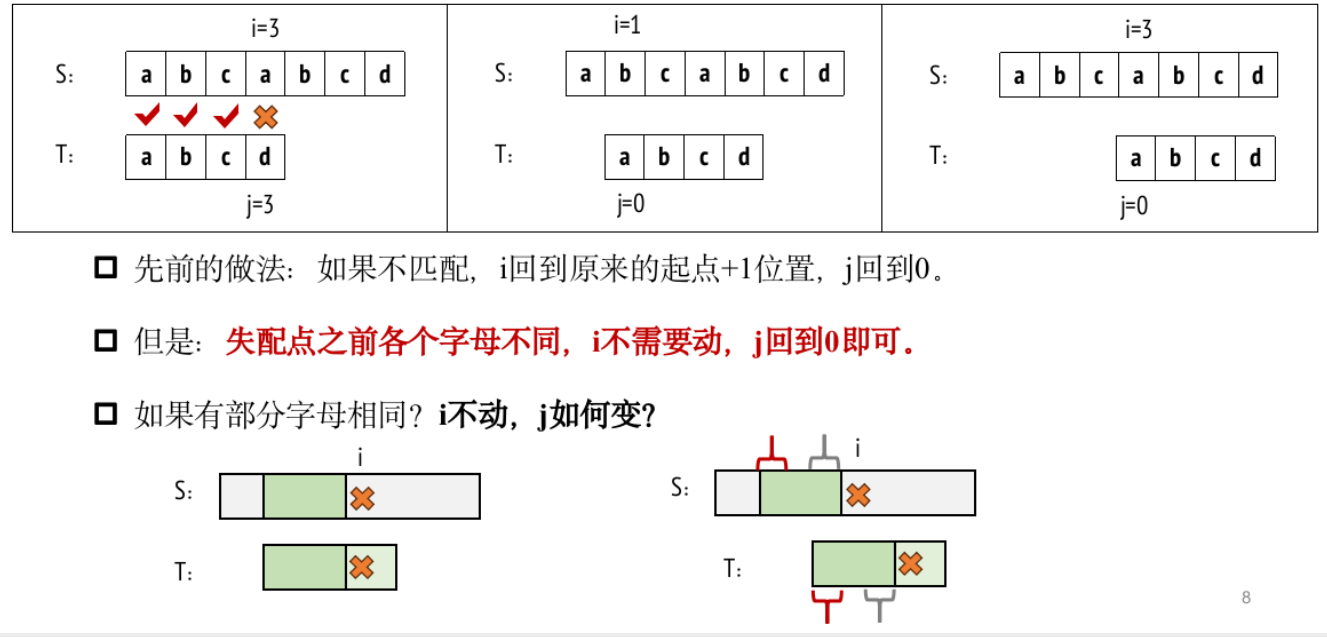 i=3
S: a b c a b c d
T: a b c d
j=3
i=1
S: a b c a b c d
T: a b c d
j=0
i=3
S: a b c a b c d
T: a b c d
j=0
先前的做法：如果不匹配，i回到原来的起点+1位置，j回到0。
但是：失配点之前各个字母不同，i不需要动，j回到0即可。
如果有部分字母相同？i不动，j如何变？
i
S:
T:
i
S:
T:
8